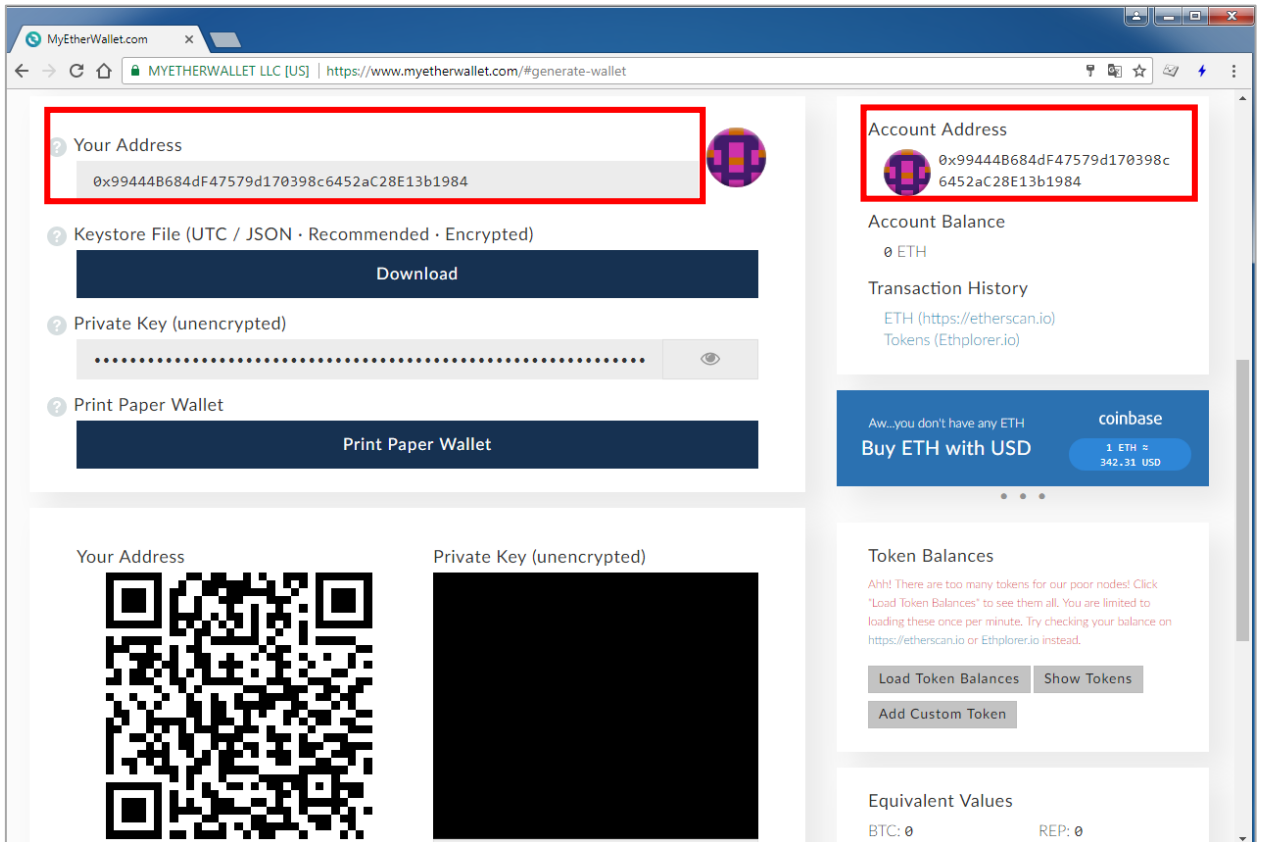 MyEtherWallet.com
MYETHERWALLET LLC [US] https://www.myetherwallet.com/#generate-wallet
Your Address
0x99444B684dF47579d170398c6452aC28E13b1984
Keystore File (UTC / JSON · Recommended · Encrypted)
Download
Private Key (unencrypted)
Print Paper Wallet
Print Paper Wallet
Your Address
Private Key (unencrypted)
Account Address
0x99444B684dF47579d170398c
6452aC28E13b1984
Account Balance
0 ETH
Transaction History
ETH (https://etherscan.io)
Tokens (Ethplorer.io)
Aw...you don't have any ETH
Buy ETH with USD
coinbase
1 ETH ≈
342.31 USD
Token Balances
Ahh! There are too many tokens for our poor nodes! Click
"Load Token Balances" to see them all. You are limited to
loading these once per minute. Try checking your balance on
https://etherscan.io or Ethplorer.io instead.
Load Token Balances
Show Tokens
Add Custom Token
Equivalent Values
BTC: 0
REP: 0